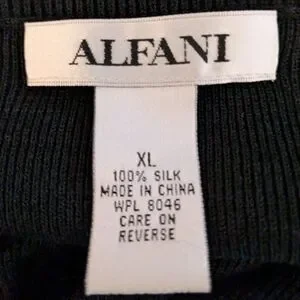 ALFANI
XL
100% SILK
MADE IN CHINA
WPL 8046
CARE ON
REVERSE